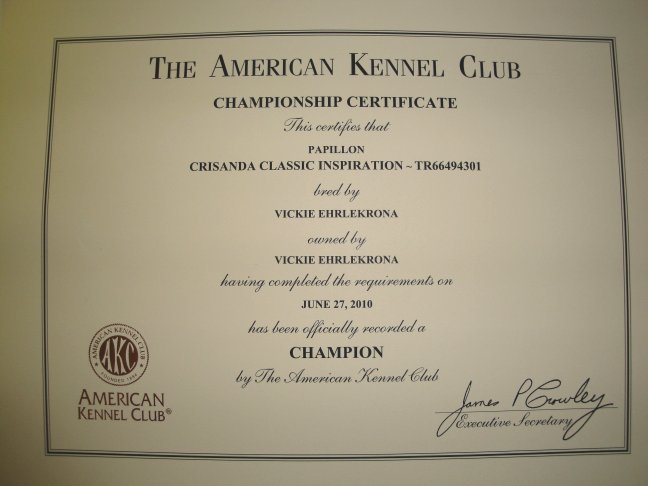 THE AMERICAN KENNEL CLUB
CHAMPIONSHIP CERTIFICATE
This certifies that
PAPILLON
CRISANDA CLASSIC INSPIRATION ~ TR66494301
bred by
VICKIE EHRLEKRONA
owned by
VICKIE EHRLEKRONA
having completed the requirements on
JUNE 27, 2010
has been officially recorded a
CHAMPION
by The American Kennel Club
AMERICAN KENNEL CLUB
AKC
FOUNDED 1884
AMERICAN
KENNEL CLUB®
James P Crowley
Executive Secretary